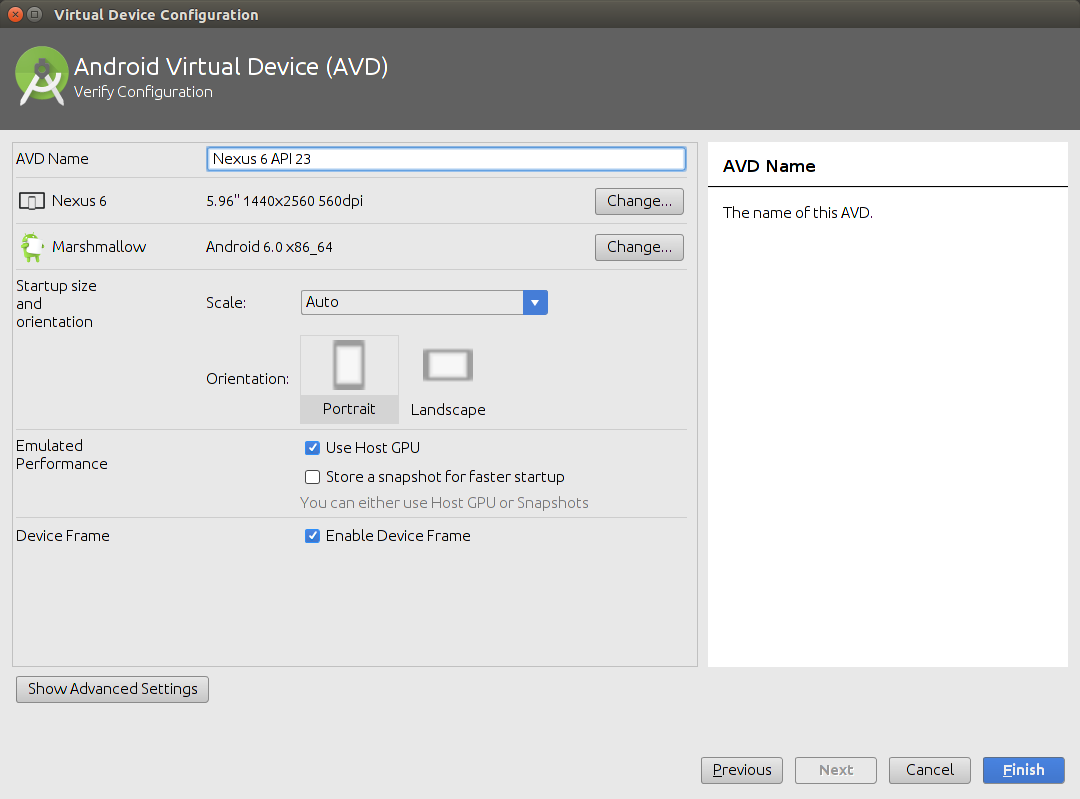 Virtual Device Configuration
Android Virtual Device (AVD)
Verify Configuration
AVD Name
Nexus 6 API 23
Nexus 6
5.96" 1440x2560 560dpi
Change...
Marshmallow
Android 6.0 x86_64
Change...
Startup size
and
orientation
Scale:
Auto
Orientation:
Portrait
Landscape
Emulated
Performance
Use Host GPU
Store a snapshot for faster startup
You can either use Host GPU or Snapshots
Device Frame
Enable Device Frame
AVD Name
The name of this AVD.
Show Advanced Settings
Previous
Next
Cancel
Finish